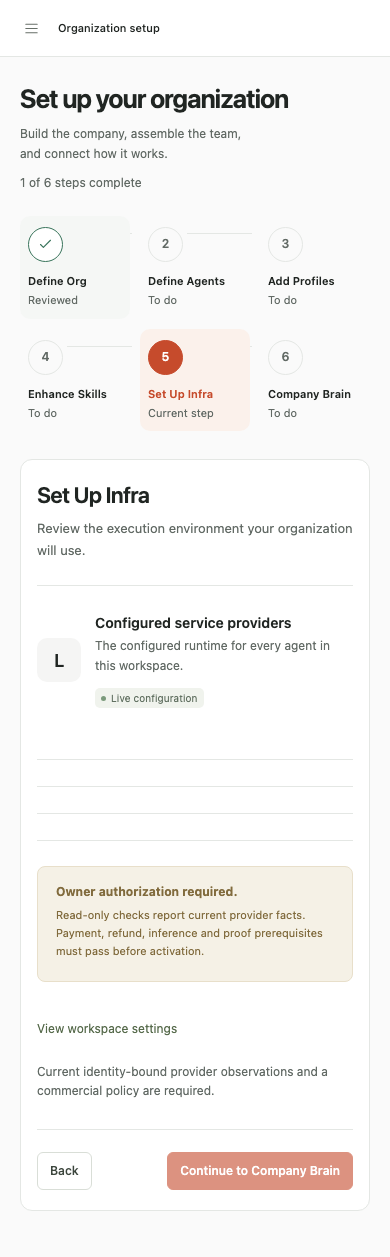 Organization setup
Set up your organization
Build the company, assemble the team,
and connect how it works.
1 of 6 steps complete
Define Org
Reviewed
2
Define Agents
To do
3
Add Profiles
To do
4
Enhance Skills
To do
5
Set Up Infra
Current step
6
Company Brain
To do
Set Up Infra
Review the execution environment your organization
will use.
L
Configured service providers
The configured runtime for every agent in
this workspace.
Live configuration
Owner authorization required.
Read-only checks report current provider facts.
Payment, refund, inference and proof prerequisites
must pass before activation.
View workspace settings
Current identity-bound provider observations and a
commercial policy are required.
Back
Continue to Company Brain